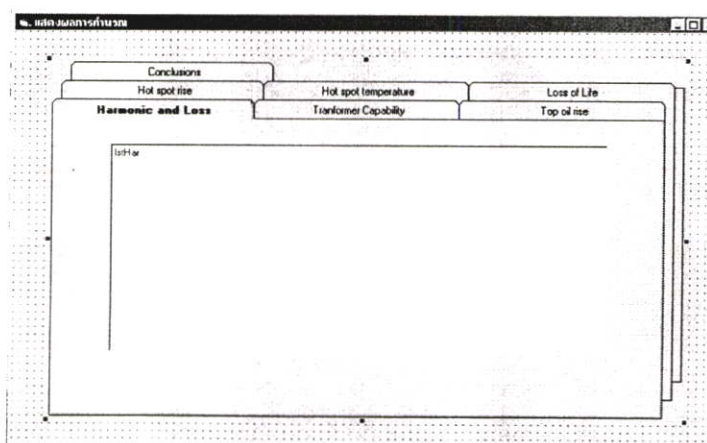 แสดงผลการคำนวณ
Conclusions
Hot spot rise
Hot spot temperature
Loss of Life
Harmonic and Loss
Tranformer Capability
Top oil rise
lstHar